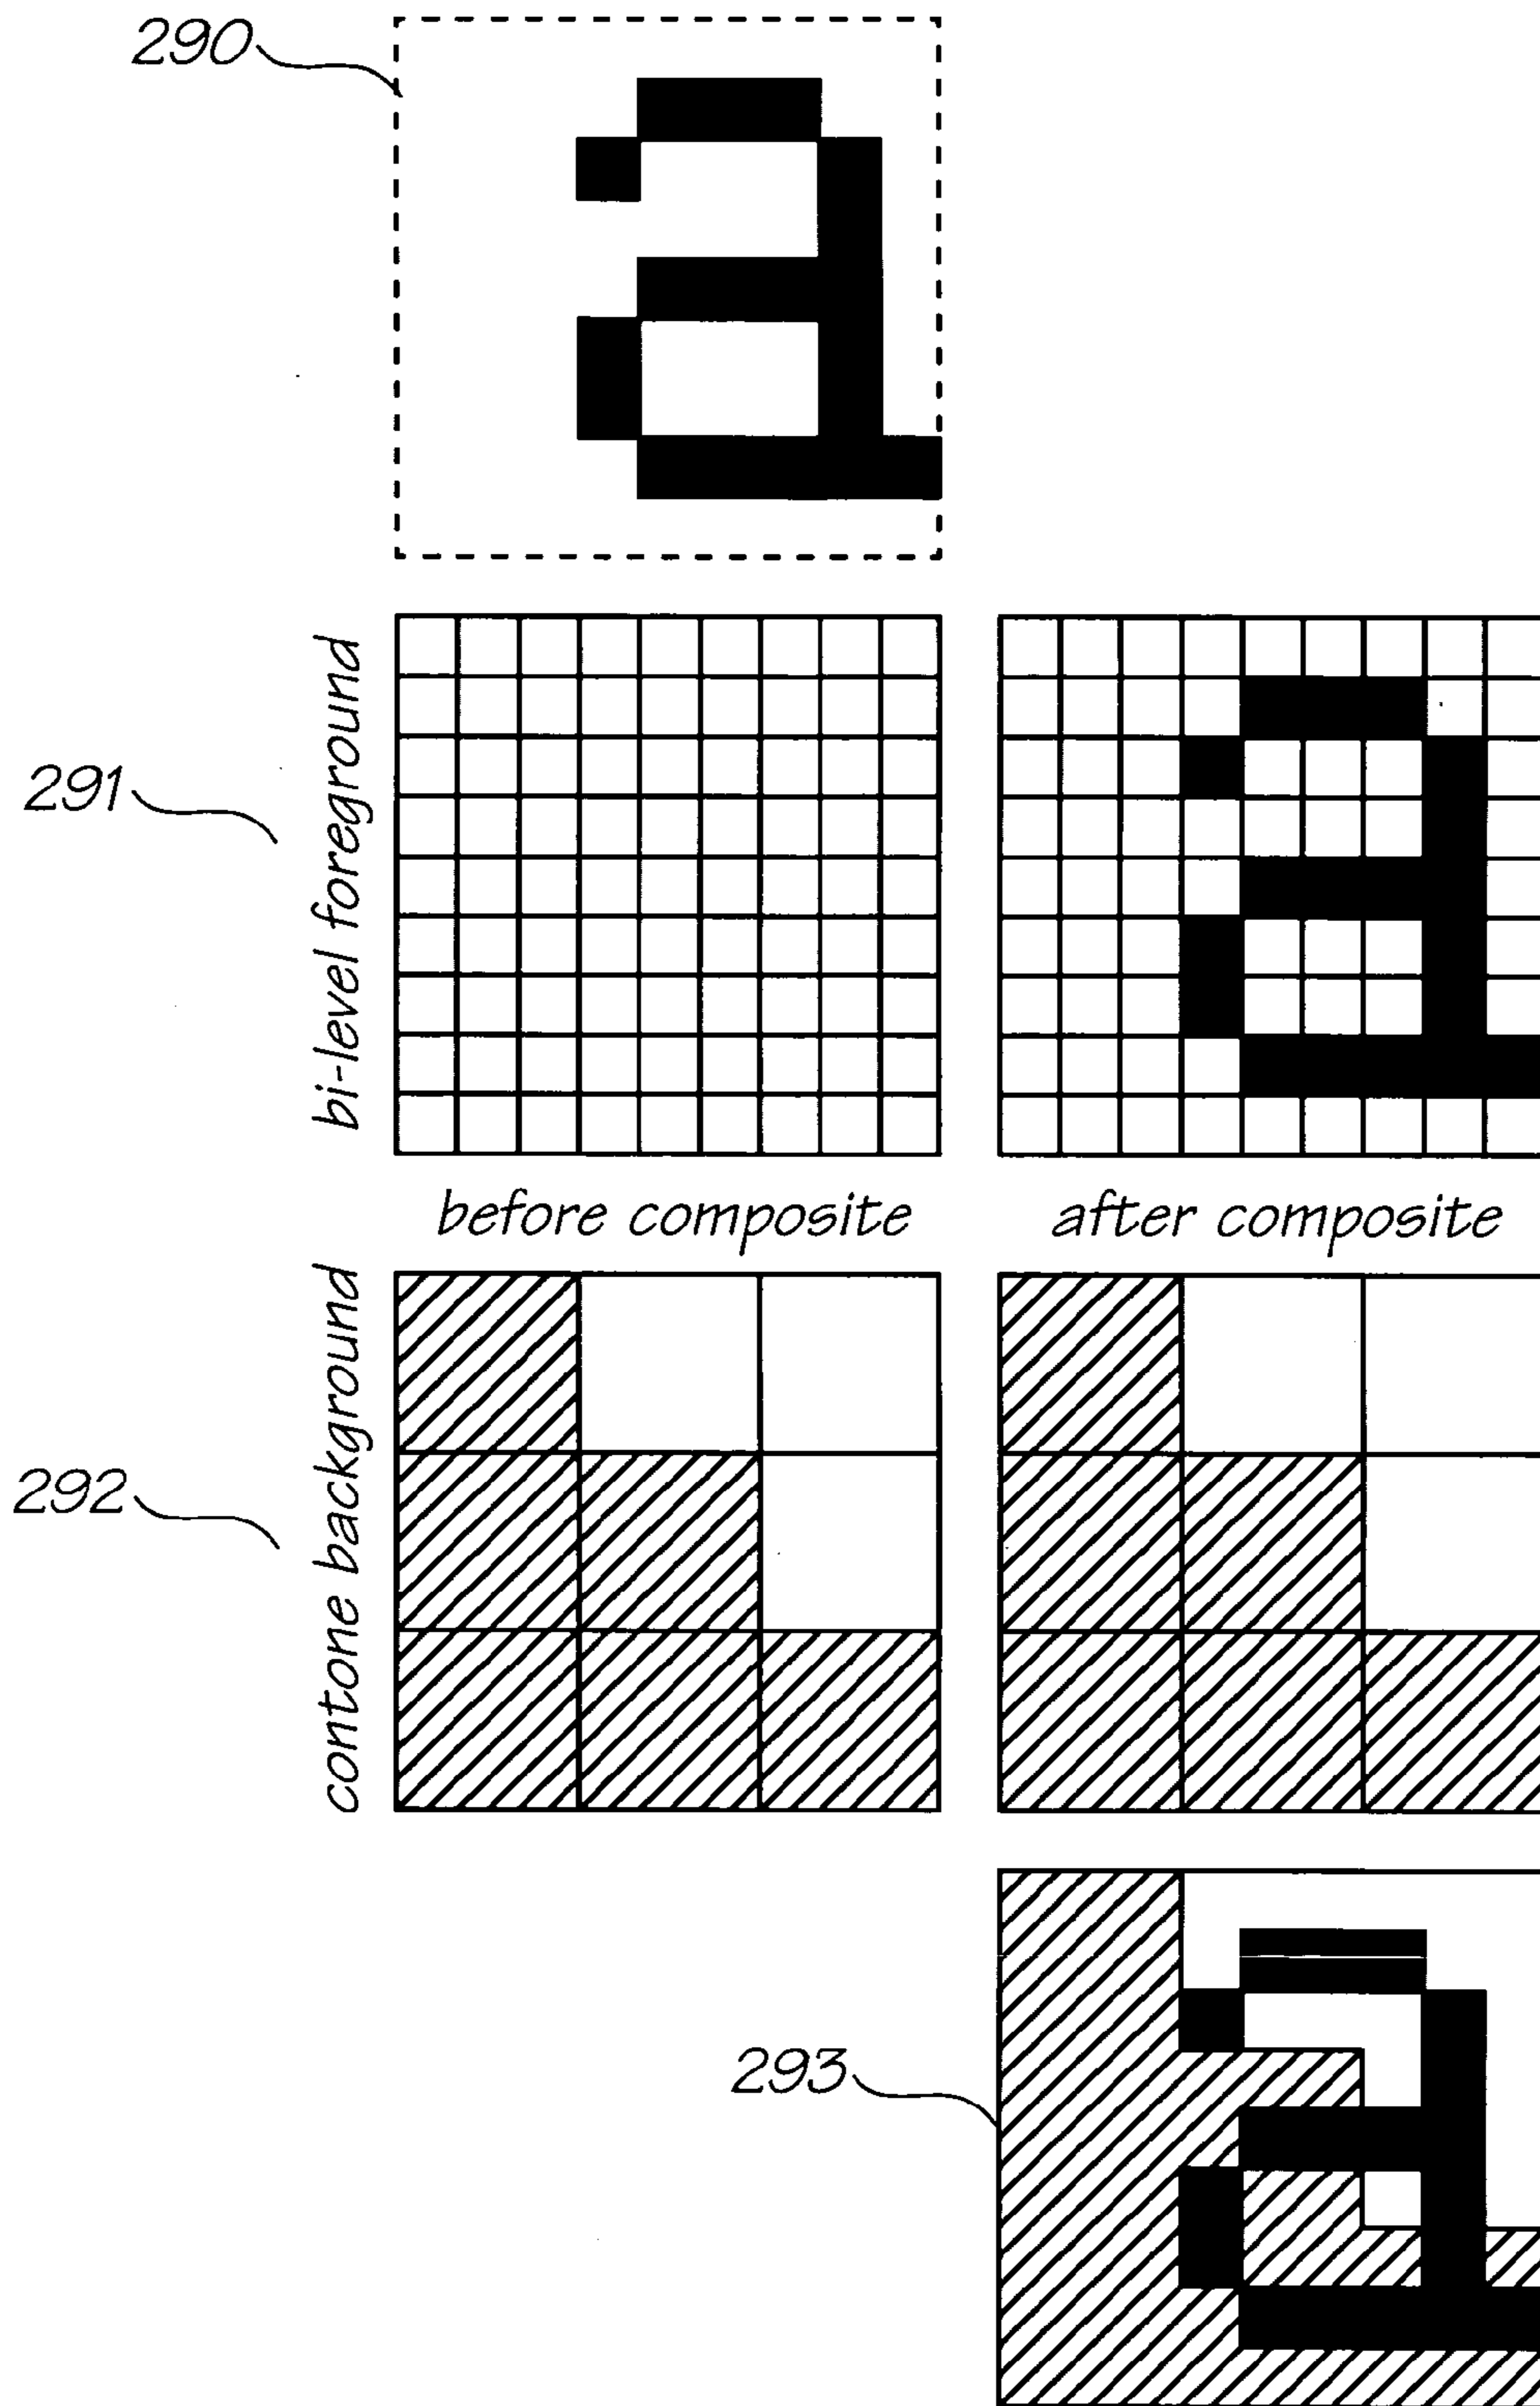 290
291
bi-level foreground
before composite
after composite
292
contone background
293